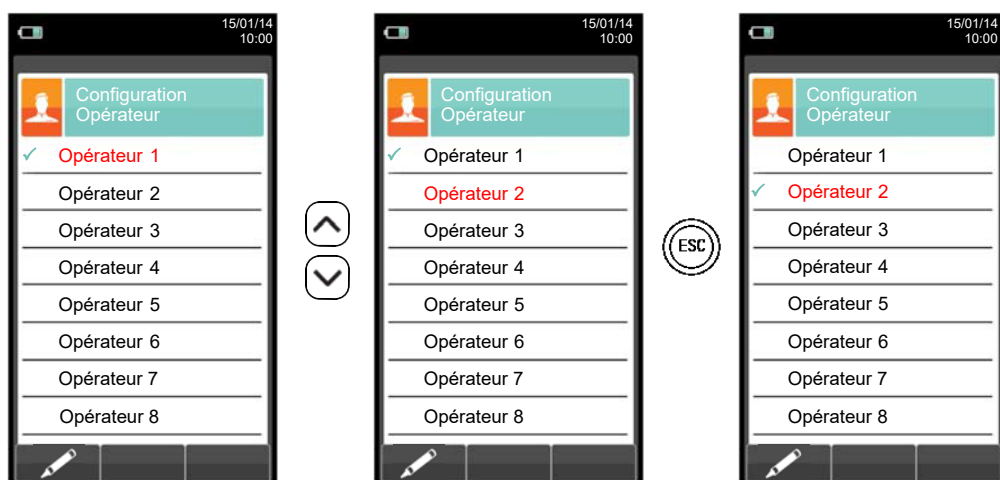 15/01/14
10:00
Configuration
Opérateur
Opérateur 1
Opérateur 2
Opérateur 3
Opérateur 4
Opérateur 5
Opérateur 6
Opérateur 7
Opérateur 8
15/01/14
10:00
Configuration
Opérateur
Opérateur 1
Opérateur 2
Opérateur 3
Opérateur 4
Opérateur 5
Opérateur 6
Opérateur 7
Opérateur 8
ESC
15/01/14
10:00
Configuration
Opérateur
Opérateur 1
Opérateur 2
Opérateur 3
Opérateur 4
Opérateur 5
Opérateur 6
Opérateur 7
Opérateur 8